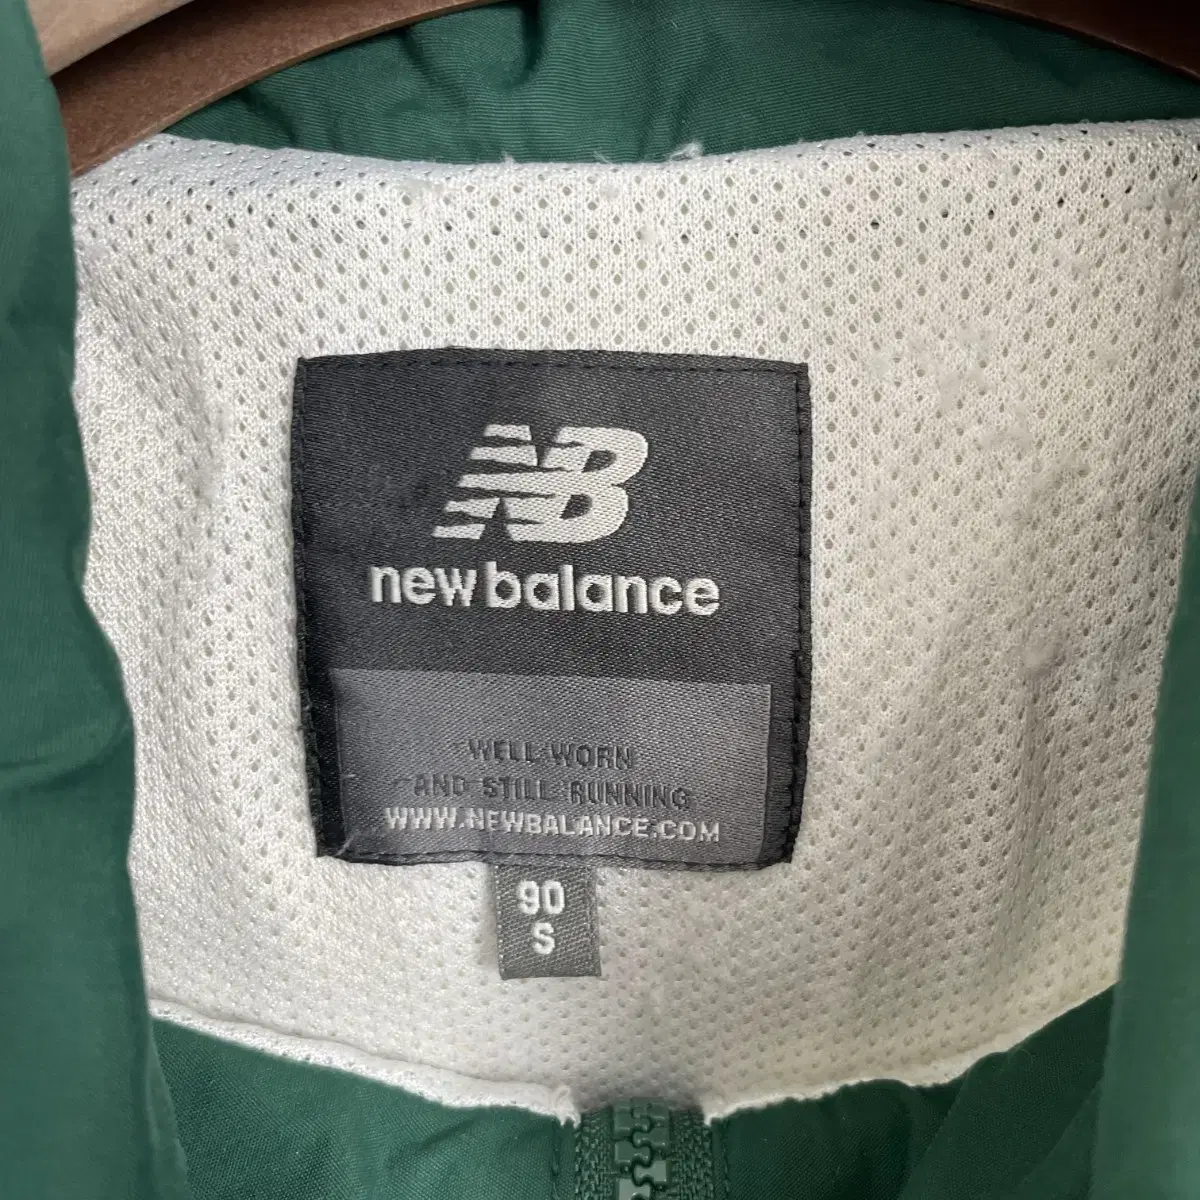 NB
new balance
WELL WORN
AND STILL RUNNING
WWW.NEWBALANCE.COM
90
S